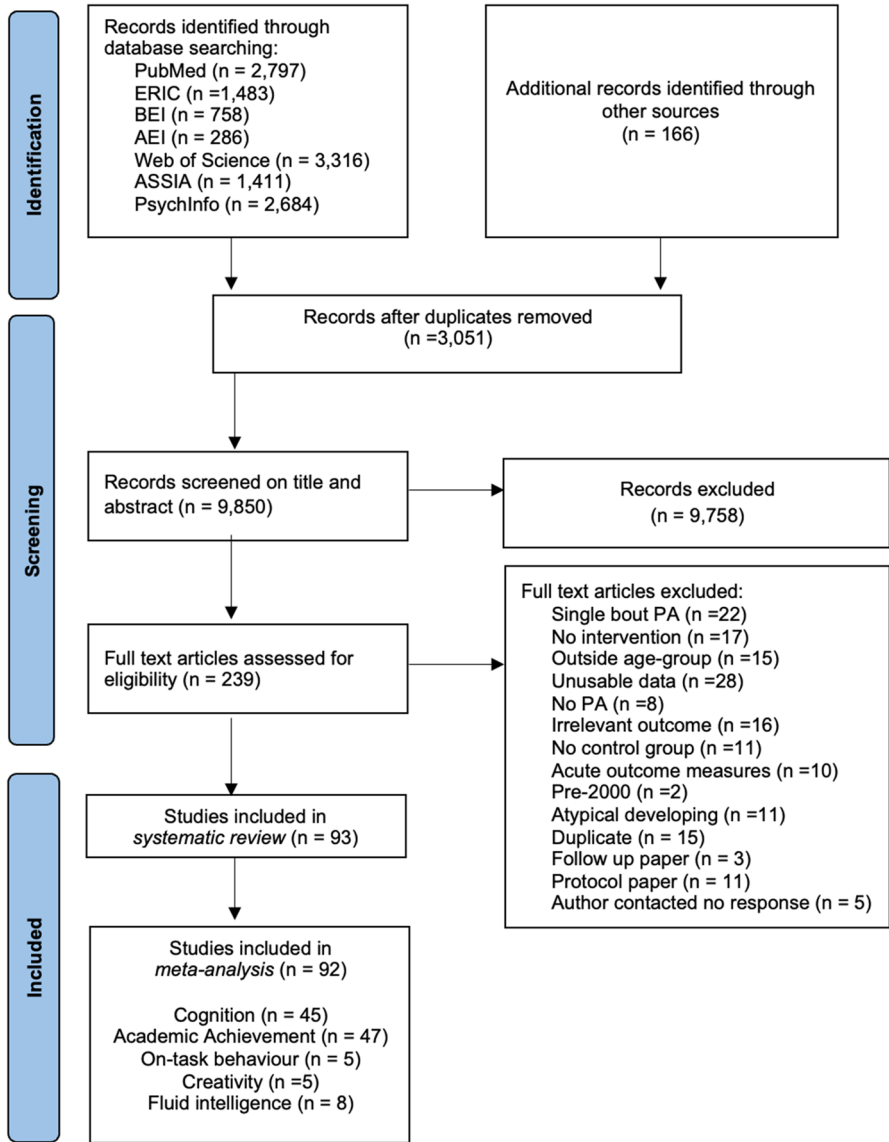 Identification
Records identified through
database searching:
PubMed (n = 2,797)
ERIC (n =1,483)
BEI (n = 758)
AEI (n = 286)
Web of Science (n = 3,316)
ASSIA (n = 1,411)
PsychInfo (n = 2,684)
Additional records identified through
other sources
(n = 166)
Records after duplicates removed
(n =3,051)
Screening
Records screened on title and
abstract (n = 9,850)
Records excluded
(n = 9,758)
Full text articles assessed for
eligibility (n = 239)
Full text articles excluded:
Single bout PA (n =22)
No intervention (n =17)
Outside age-group (n =15)
Unusable data (n =28)
No PA (n =8)
Irrelevant outcome (n =16)
No control group (n =11)
Acute outcome measures (n =10)
Pre-2000 (n =2)
Atypical developing (n =11)
Duplicate (n = 15)
Follow up paper (n = 3)
Protocol paper (n = 11)
Author contacted no response (n = 5)
Included
Studies included in
systematic review (n = 93)
Studies included in
meta-analysis (n = 92)
Cognition (n = 45)
Academic Achievement (n = 47)
On-task behaviour (n = 5)
Creativity (n =5)
Fluid intelligence (n = 8)